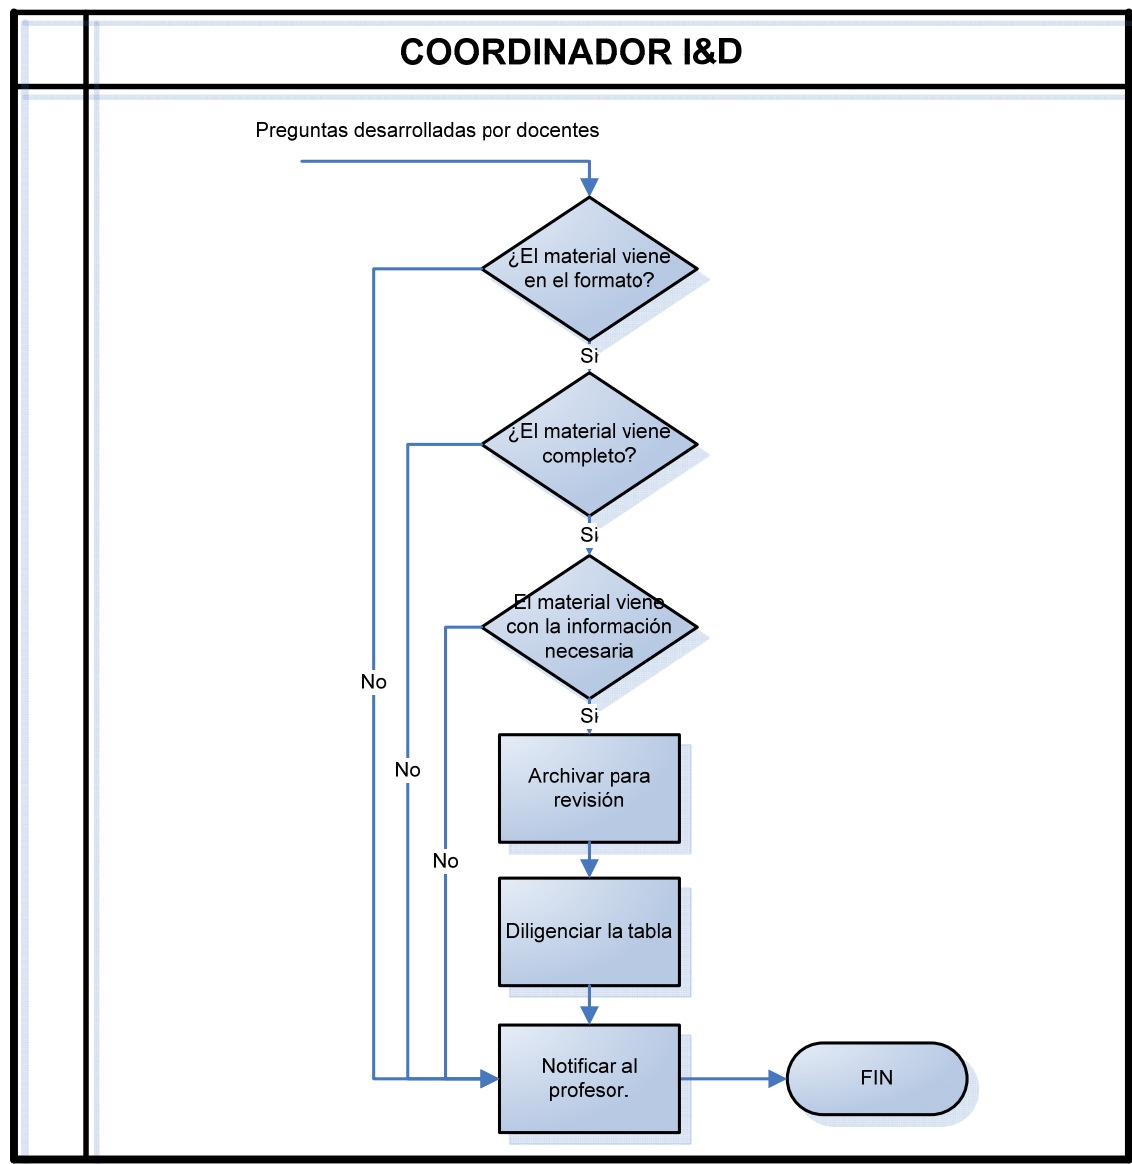 COORDINADOR I&D
Preguntas desarrolladas por docentes
¿El material viene
en el formato?
Si
¿El material viene
completo?
Si
El material viene
con la información
necesaria
No
Si
No
Archivar para
revisión
No
Diligenciar la tabla
Notificar al
profesor.
FIN